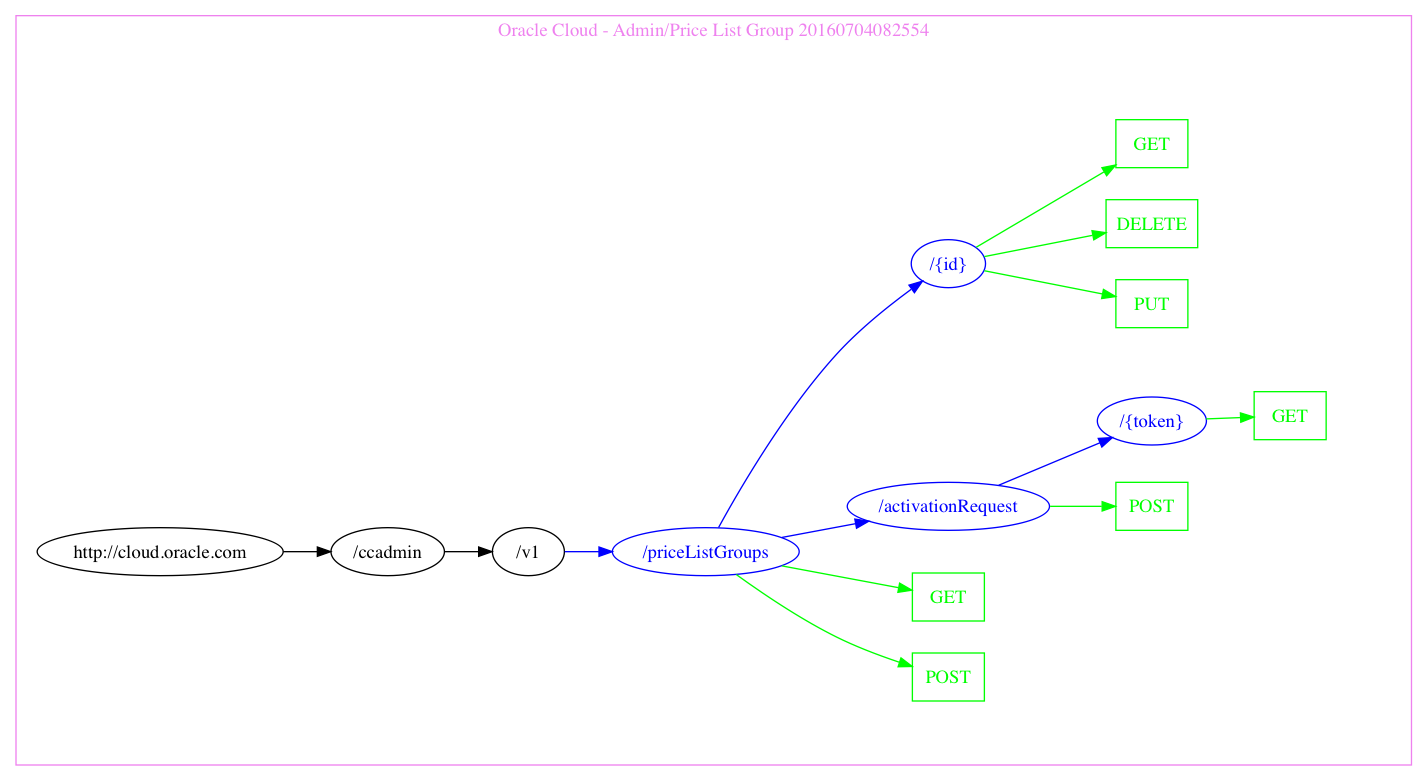 Oracle Cloud - Admin/Price List Group 20160704082554
GET
DELETE
/{id}
PUT
/{token}
GET
/activationRequest
POST
http://cloud.oracle.com
/ccadmin
/v1
/priceListGroups
GET
POST